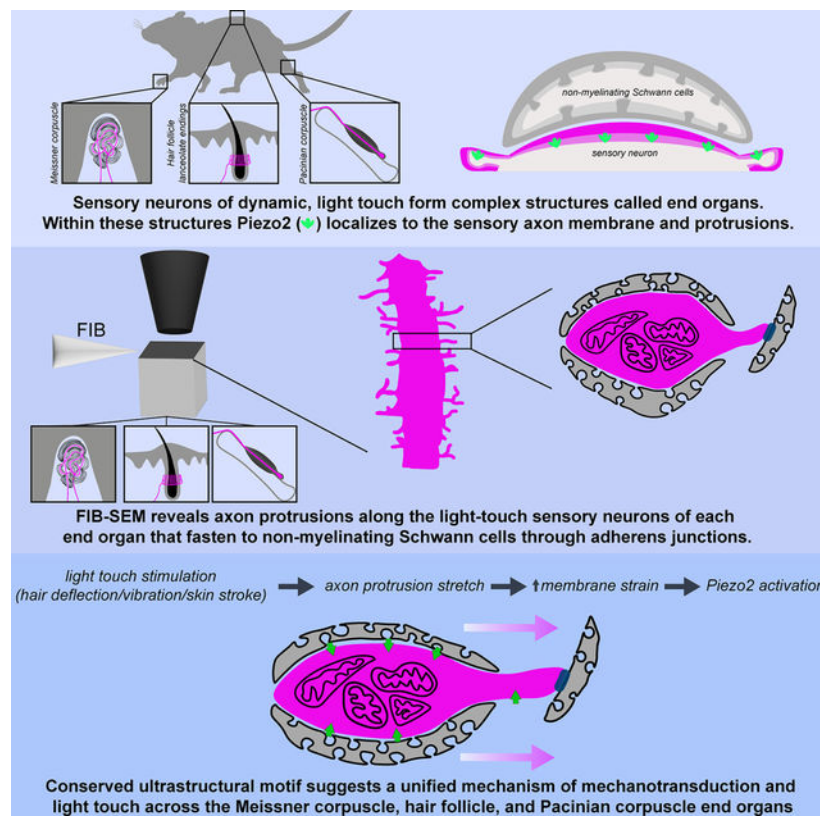 Meissner corpuscle
Hair follicle
lanceolate endings
Pacinian corpuscle
non-myelinating Schwann cells
sensory neuron
Sensory neurons of dynamic, light touch form complex structures called end organs.
Within these structures Piezo2 ( ) localizes to the sensory axon membrane and protrusions.
FIB
FIB-SEM reveals axon protrusions along the light-touch sensory neurons of each
end organ that fasten to non-myelinating Schwann cells through adherens junctions.
light touch stimulation
(hair deflection/vibration/skin stroke)
axon protrusion stretch
membrane strain
Piezo2 activation
Conserved ultrastructural motif suggests a unified mechanism of mechanotransduction and
light touch across the Meissner corpuscle, hair follicle, and Pacinian corpuscle end organs